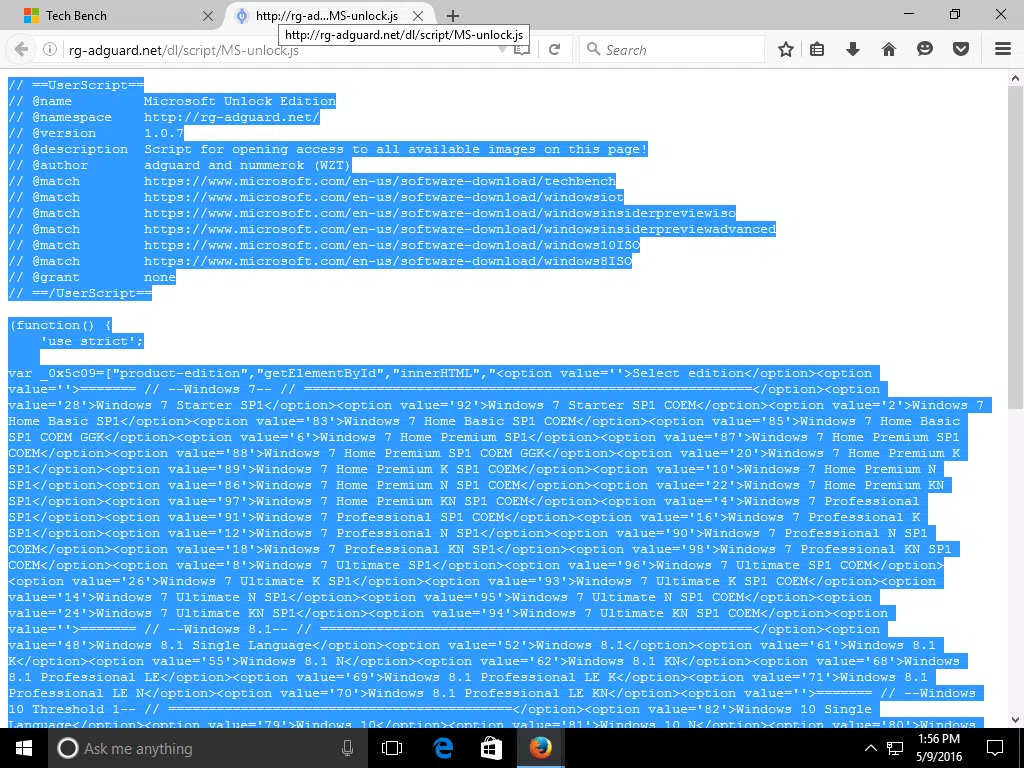 Tech Bench
http://rg-ad...MS-unlock.js
http://rg-adguard.net/dl/script/MS-unlock.js
rg-adguard.net/dl/script/MS-unlock.js
Search
// ==UserScript==
// @name         Microsoft Unlock Edition
// @namespace    http://rg-adguard.net/
// @version      1.0.7
// @description  Script for opening access to all available images on this page!
// @author       adguard and nummerok (WZT)
// @match        https://www.microsoft.com/en-us/software-download/techbench
// @match        https://www.microsoft.com/en-us/software-download/windowsiot
// @match        https://www.microsoft.com/en-us/software-download/windowsinsiderpreviewiso
// @match        https://www.microsoft.com/en-us/software-download/windowsinsiderpreviewadvanced
// @match        https://www.microsoft.com/en-us/software-download/windows10ISO
// @match        https://www.microsoft.com/en-us/software-download/windows8ISO
// @grant        none
// ==/UserScript==
(function() {
    'use strict';
var _0x5c09=["product-edition","getElementById","innerHTML","<option value=''>Select edition</option><option
value=''>======= // --Windows 7-- // ========================================================</option><option
value='28'>Windows 7 Starter SP1</option><option value='92'>Windows 7 Starter SP1 COEM</option><option value='2'>Windows 7
Home Basic SP1</option><option value='83'>Windows 7 Home Basic SP1 COEM</option><option value='85'>Windows 7 Home Basic
SP1 COEM GGK</option><option value='6'>Windows 7 Home Premium SP1</option><option value='87'>Windows 7 Home Premium SP1
COEM</option><option value='88'>Windows 7 Home Premium SP1 COEM GGK</option><option value='20'>Windows 7 Home Premium K
SP1</option><option value='89'>Windows 7 Home Premium K SP1 COEM</option><option value='10'>Windows 7 Home Premium N
SP1</option><option value='86'>Windows 7 Home Premium N SP1 COEM</option><option value='22'>Windows 7 Home Premium KN
SP1</option><option value='97'>Windows 7 Home Premium KN SP1 COEM</option><option value='4'>Windows 7 Professional
SP1</option><option value='91'>Windows 7 Professional SP1 COEM</option><option value='16'>Windows 7 Professional K
SP1</option><option value='12'>Windows 7 Professional N SP1</option><option value='90'>Windows 7 Professional N SP1
COEM</option><option value='18'>Windows 7 Professional KN SP1</option><option value='98'>Windows 7 Professional KN SP1
COEM</option><option value='8'>Windows 7 Ultimate SP1</option><option value='96'>Windows 7 Ultimate SP1 COEM</option>
<option value='26'>Windows 7 Ultimate K SP1</option><option value='93'>Windows 7 Ultimate K SP1 COEM</option><option
value='14'>Windows 7 Ultimate N SP1</option><option value='95'>Windows 7 Ultimate N SP1 COEM</option><option
value='24'>Windows 7 Ultimate KN SP1</option><option value='94'>Windows 7 Ultimate KN SP1 COEM</option><option
value=''>======= // --Windows 8.1-- // ======================================================</option><option
value='48'>Windows 8.1 Single Language</option><option value='52'>Windows 8.1</option><option value='61'>Windows 8.1
K</option><option value='55'>Windows 8.1 N</option><option value='62'>Windows 8.1 KN</option><option value='68'>Windows
8.1 Professional LE</option><option value='69'>Windows 8.1 Professional LE K</option><option value='71'>Windows 8.1
Professional LE N</option><option value='70'>Windows 8.1 Professional LE KN</option><option value=''>======= // --Windows
10 Threshold 1-- // ===========================================</option><option value='82'>Windows 10 Single
Language</option><option value='79'>Windows 10</option><option value='81'>Windows 10 N</option><option value='80'>Windows
Ask me anything
1:56 PM
5/9/2016